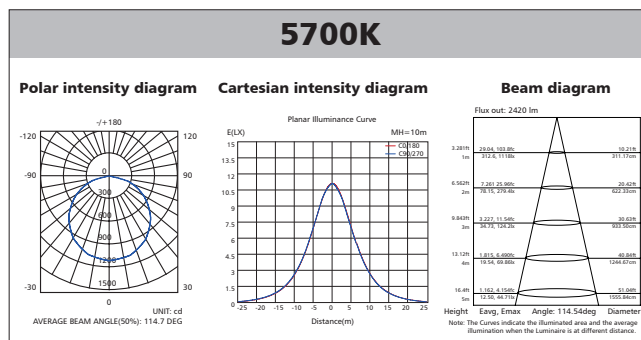 5700K
Polar intensity diagram
Cartesian intensity diagram
Beam diagram
-/+180
-120
120
-90
90
-30
30
0
0
300
600
900
1200
1500
UNIT: cd
AVERAGE BEAM ANGLE(50%): 114.7 DEG
Planar Illuminance Curve
E(LX)
MH=10m
C0/180
C90/270
15
13.5
12
10.5
9
7.5
6
4.5
3
1.5
0
-25 -20 -15 -10 -5 0 5 10 15 20 25
Distance(m)
Flux out: 2420 lm
3.281ft 29.04, 103.8fc 10.21ft
1m 312.6, 1118lx 311.17cm
6.562ft 7.261 25.96fc 20.42ft
2m 78.15, 279.4lx 622.33cm
9.843ft 3.227, 11.54fc 30.63ft
3m 34.73, 124.2lx 933.50cm
13.12ft 1.815, 6.490fc 40.84ft
4m 19.54, 69.86lx 1244.67cm
16.4ft 1.162, 4.154fc 51.04ft
5m 12.50, 44.71lx 1555.84cm
Height Eavg, Emax Angle: 114.54deg Diameter
Note: The Curves indicate the illuminated area and the average
illumination when the Luminaire is at different distance.